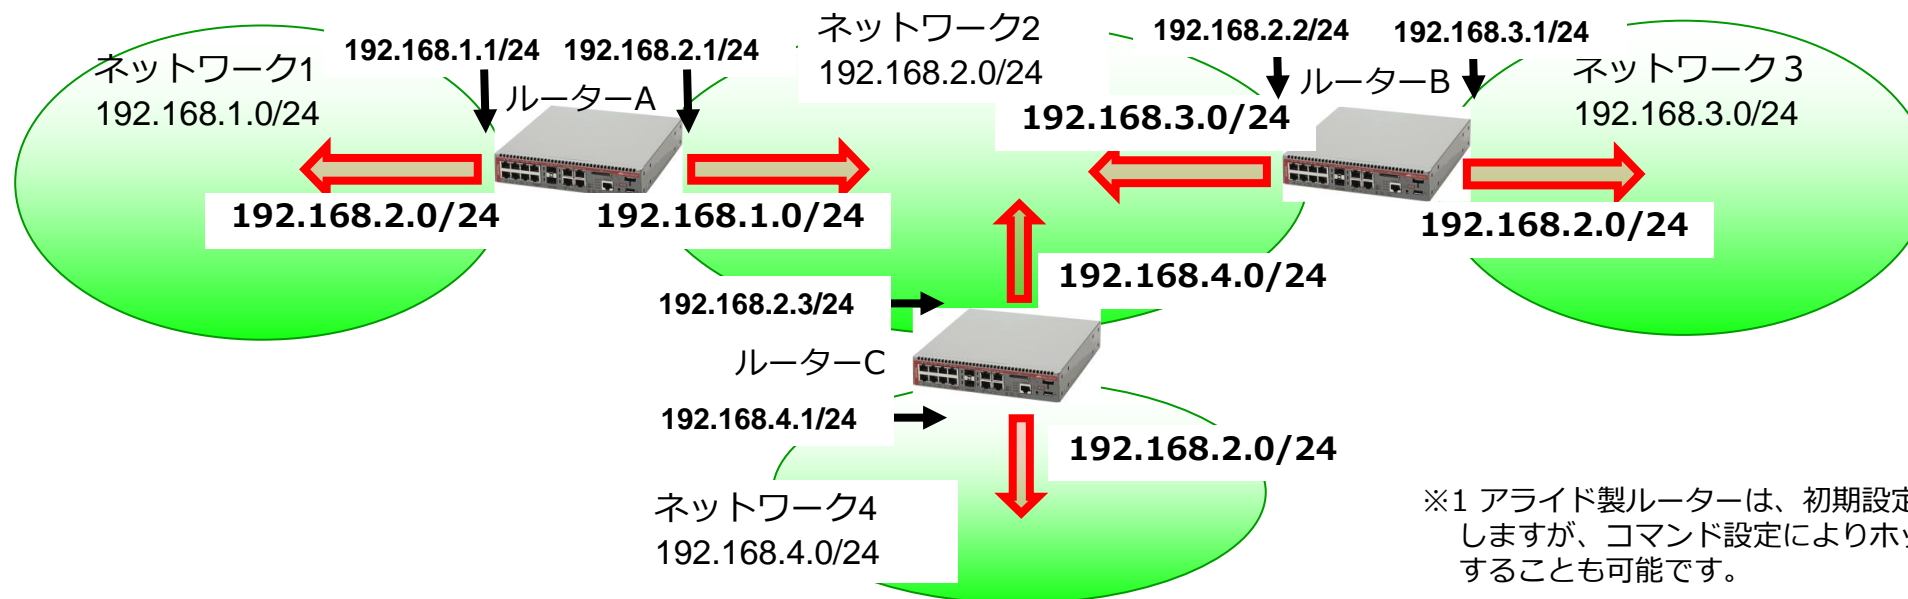 ネットワーク1
192.168.1.0/24
192.168.1.1/24
192.168.2.1/24
ルーターA
192.168.2.0/24
192.168.1.0/24
ネットワーク2
192.168.2.0/24
192.168.2.2/24
192.168.3.1/24
ルーターB
192.168.3.0/24
192.168.2.0/24
ネットワーク３
192.168.3.0/24
192.168.4.0/24
192.168.2.3/24
ルーターC
192.168.4.1/24
192.168.2.0/24
ネットワーク4
192.168.4.0/24
※1 アライド製ルーターは、初期設定
しますが、コマンド設定によりホッ
することも可能です。